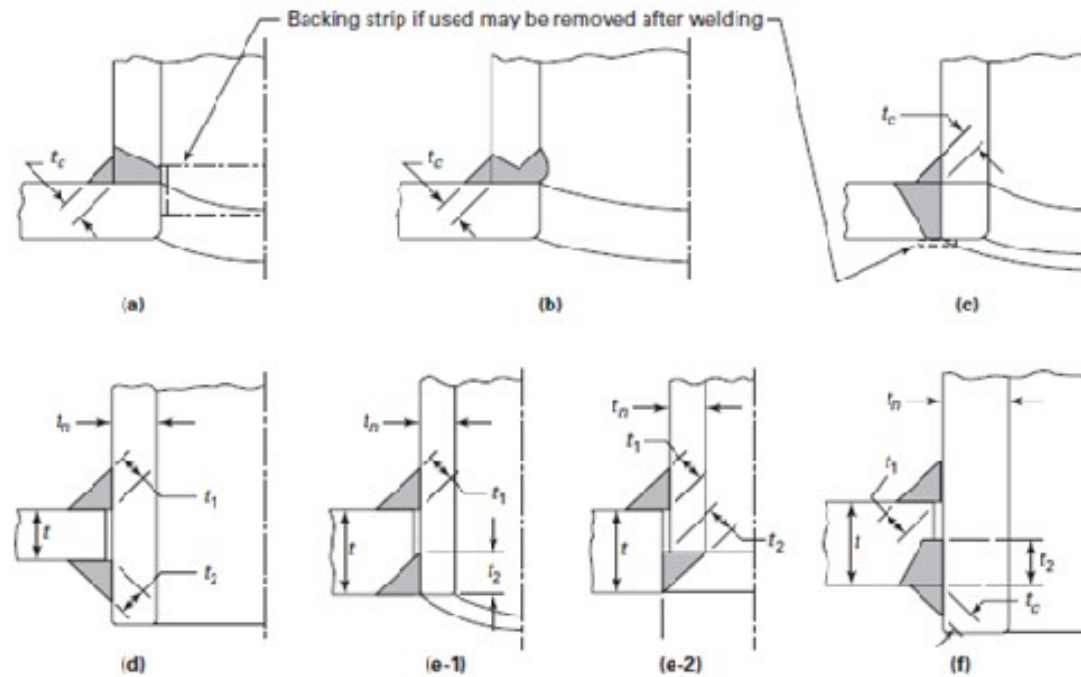 Backing strip if used may be removed after welding
t_c
t_c
t_c
(a)
(b)
(c)
t_n
t_1
t
t_2
(d)
t_n
t_1
t
t_2
(e-1)
t_n
t_1
t
t_2
(e-2)
t_n
t_1
t
t_2
t_c
(f)